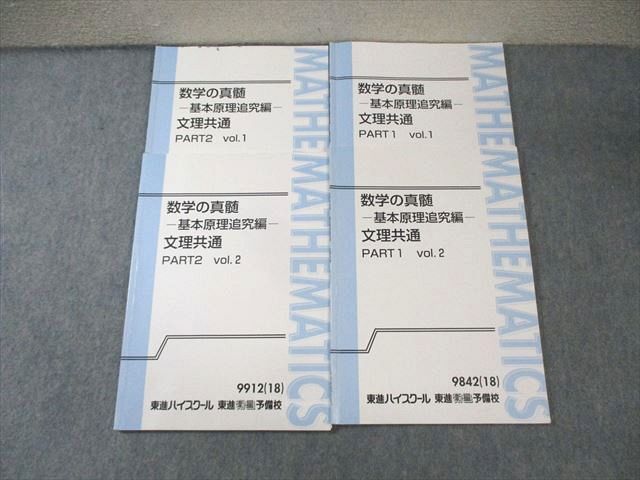 数学の真髄
―基本原理追究編―
文理共通
PART2 vol.1
MATHEMATICS
数学の真髄
―基本原理追究編―
文理共通
PART1 vol.1
MATHEMATICS
数学の真髄
―基本原理追究編―
文理共通
PART2 vol.2
9912(18)
東進ハイスクール 東進衛星予備校
MATHEMATICS
数学の真髄
―基本原理追究編―
文理共通
PART1 vol.2
9842(18)
東進ハイスクール 東進衛星予備校
MATHEMATICS